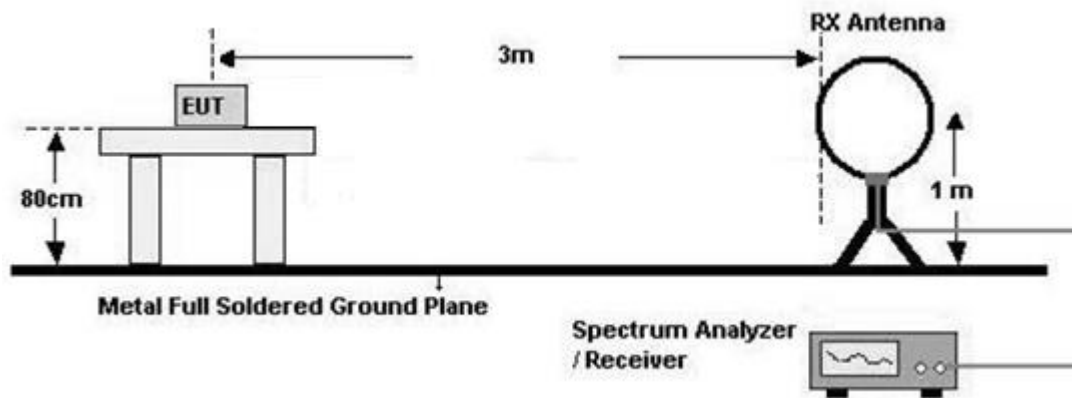 RX Antenna
3m
EUT
80cm
1 m
Metal Full Soldered Ground Plane
Spectrum Analyzer
/ Receiver